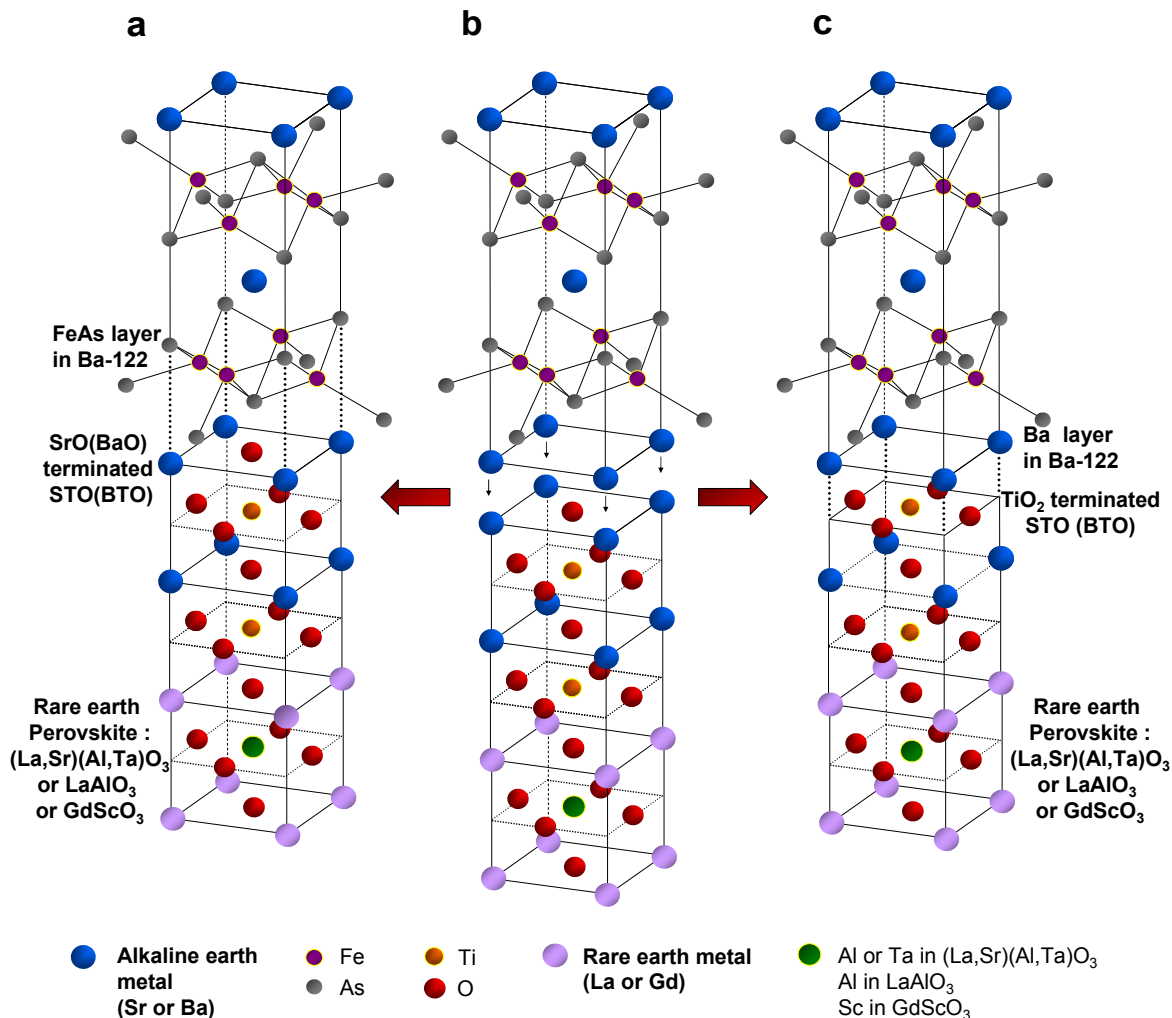 a
b
c
FeAs layer
in Ba-122
SrO(BaO)
terminated
STO(BTO)
Ba layer
in Ba-122
TiO₂ terminated
STO (BTO)
Rare earth
Perovskite :
(La,Sr)(Al,Ta)O₃
or LaAlO₃
or GdScO₃
Rare earth
Perovskite :
(La,Sr)(Al,Ta)O₃
or LaAlO₃
or GdScO₃
Alkaline earth
metal
(Sr or Ba)
Fe
As
Ti
O
Rare earth metal
(La or Gd)
Al or Ta in (La,Sr)(Al,Ta)O₃
Al in LaAlO₃
Sc in GdScO₃